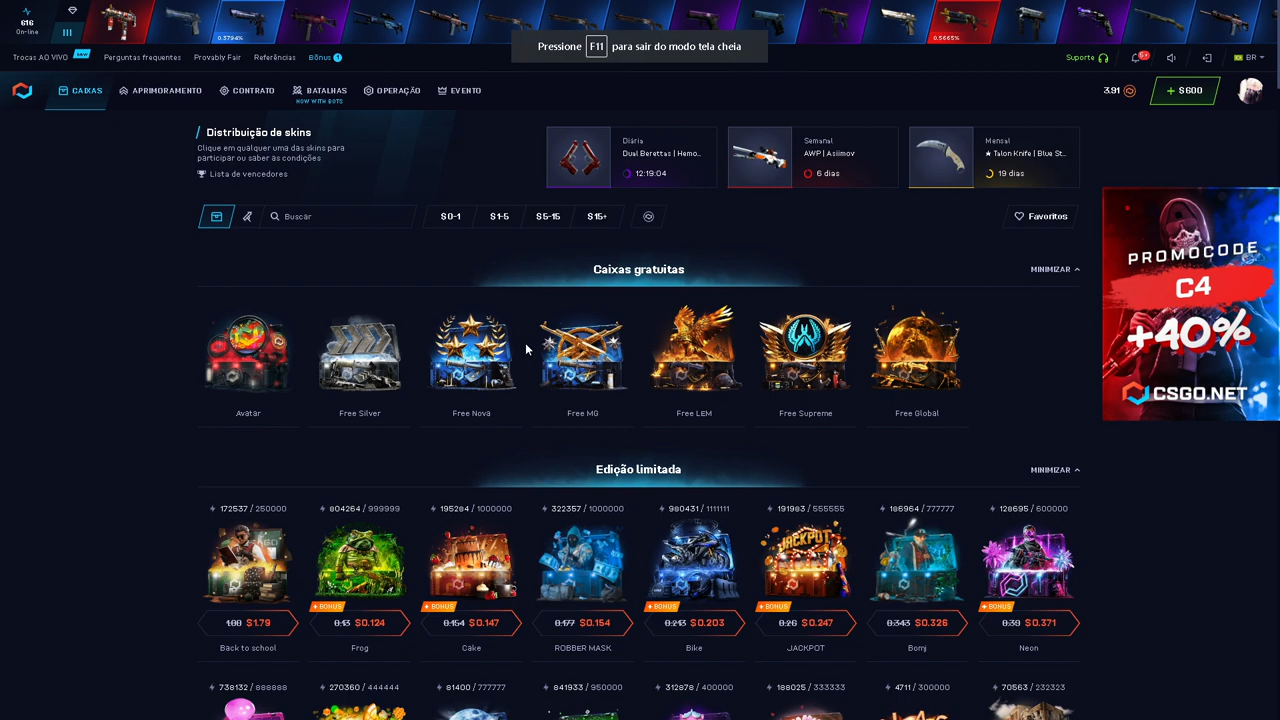 616
On-line
0.3794%
0.5665%
Pressione F11 para sair do modo tela cheia
Trocas AO VIVO
Perguntas frequentes
Provably Fair
Referências
Bônus
Suporte
5+
BR
CAIXAS
APRIMORAMENTO
CONTRATO
BATALHAS
NOW WITH BOTS
OPERAÇÃO
EVENTO
3.91
+ $600
Distribuição de skins
Clique em qualquer uma das skins para
participar ou saber as condições
Lista de vencedores
Diária
Dual Berettas | Hemo...
12:19:04
Semanal
AWP | Asiimov
6 dias
Mensal
★ Talon Knife | Blue St...
19 dias
Buscar
$0-1
$1-5
$5-15
$15+
Favoritos
PROMOCODE
C4
+40%
CSGO.NET
Caixas gratuitas
MINIMIZAR
Avatar
Free Silver
Free Nova
Free MG
Free LEM
Free Supreme
Free Global
Edição limitada
MINIMIZAR
172537 / 250000
804264 / 999999
195284 / 1000000
322357 / 1000000
980431 / 1111111
191983 / 555555
186964 / 777777
128695 / 600000
JACKPOT
+ BONUS
+ BONUS
+ BONUS
+ BONUS
+ BONUS
$1.79
0.13 $0.124
0.154 $0.147
0.177 $0.154
0.213 $0.203
0.26 $0.247
0.343 $0.326
0.39 $0.371
Back to school
Frog
Cake
ROBBER MASK
Bike
JACKPOT
Bomj
Neon
738132 / 888888
270360 / 444444
81400 / 777777
841933 / 950000
312878 / 400000
188025 / 333333
4711 / 300000
70563 / 232323